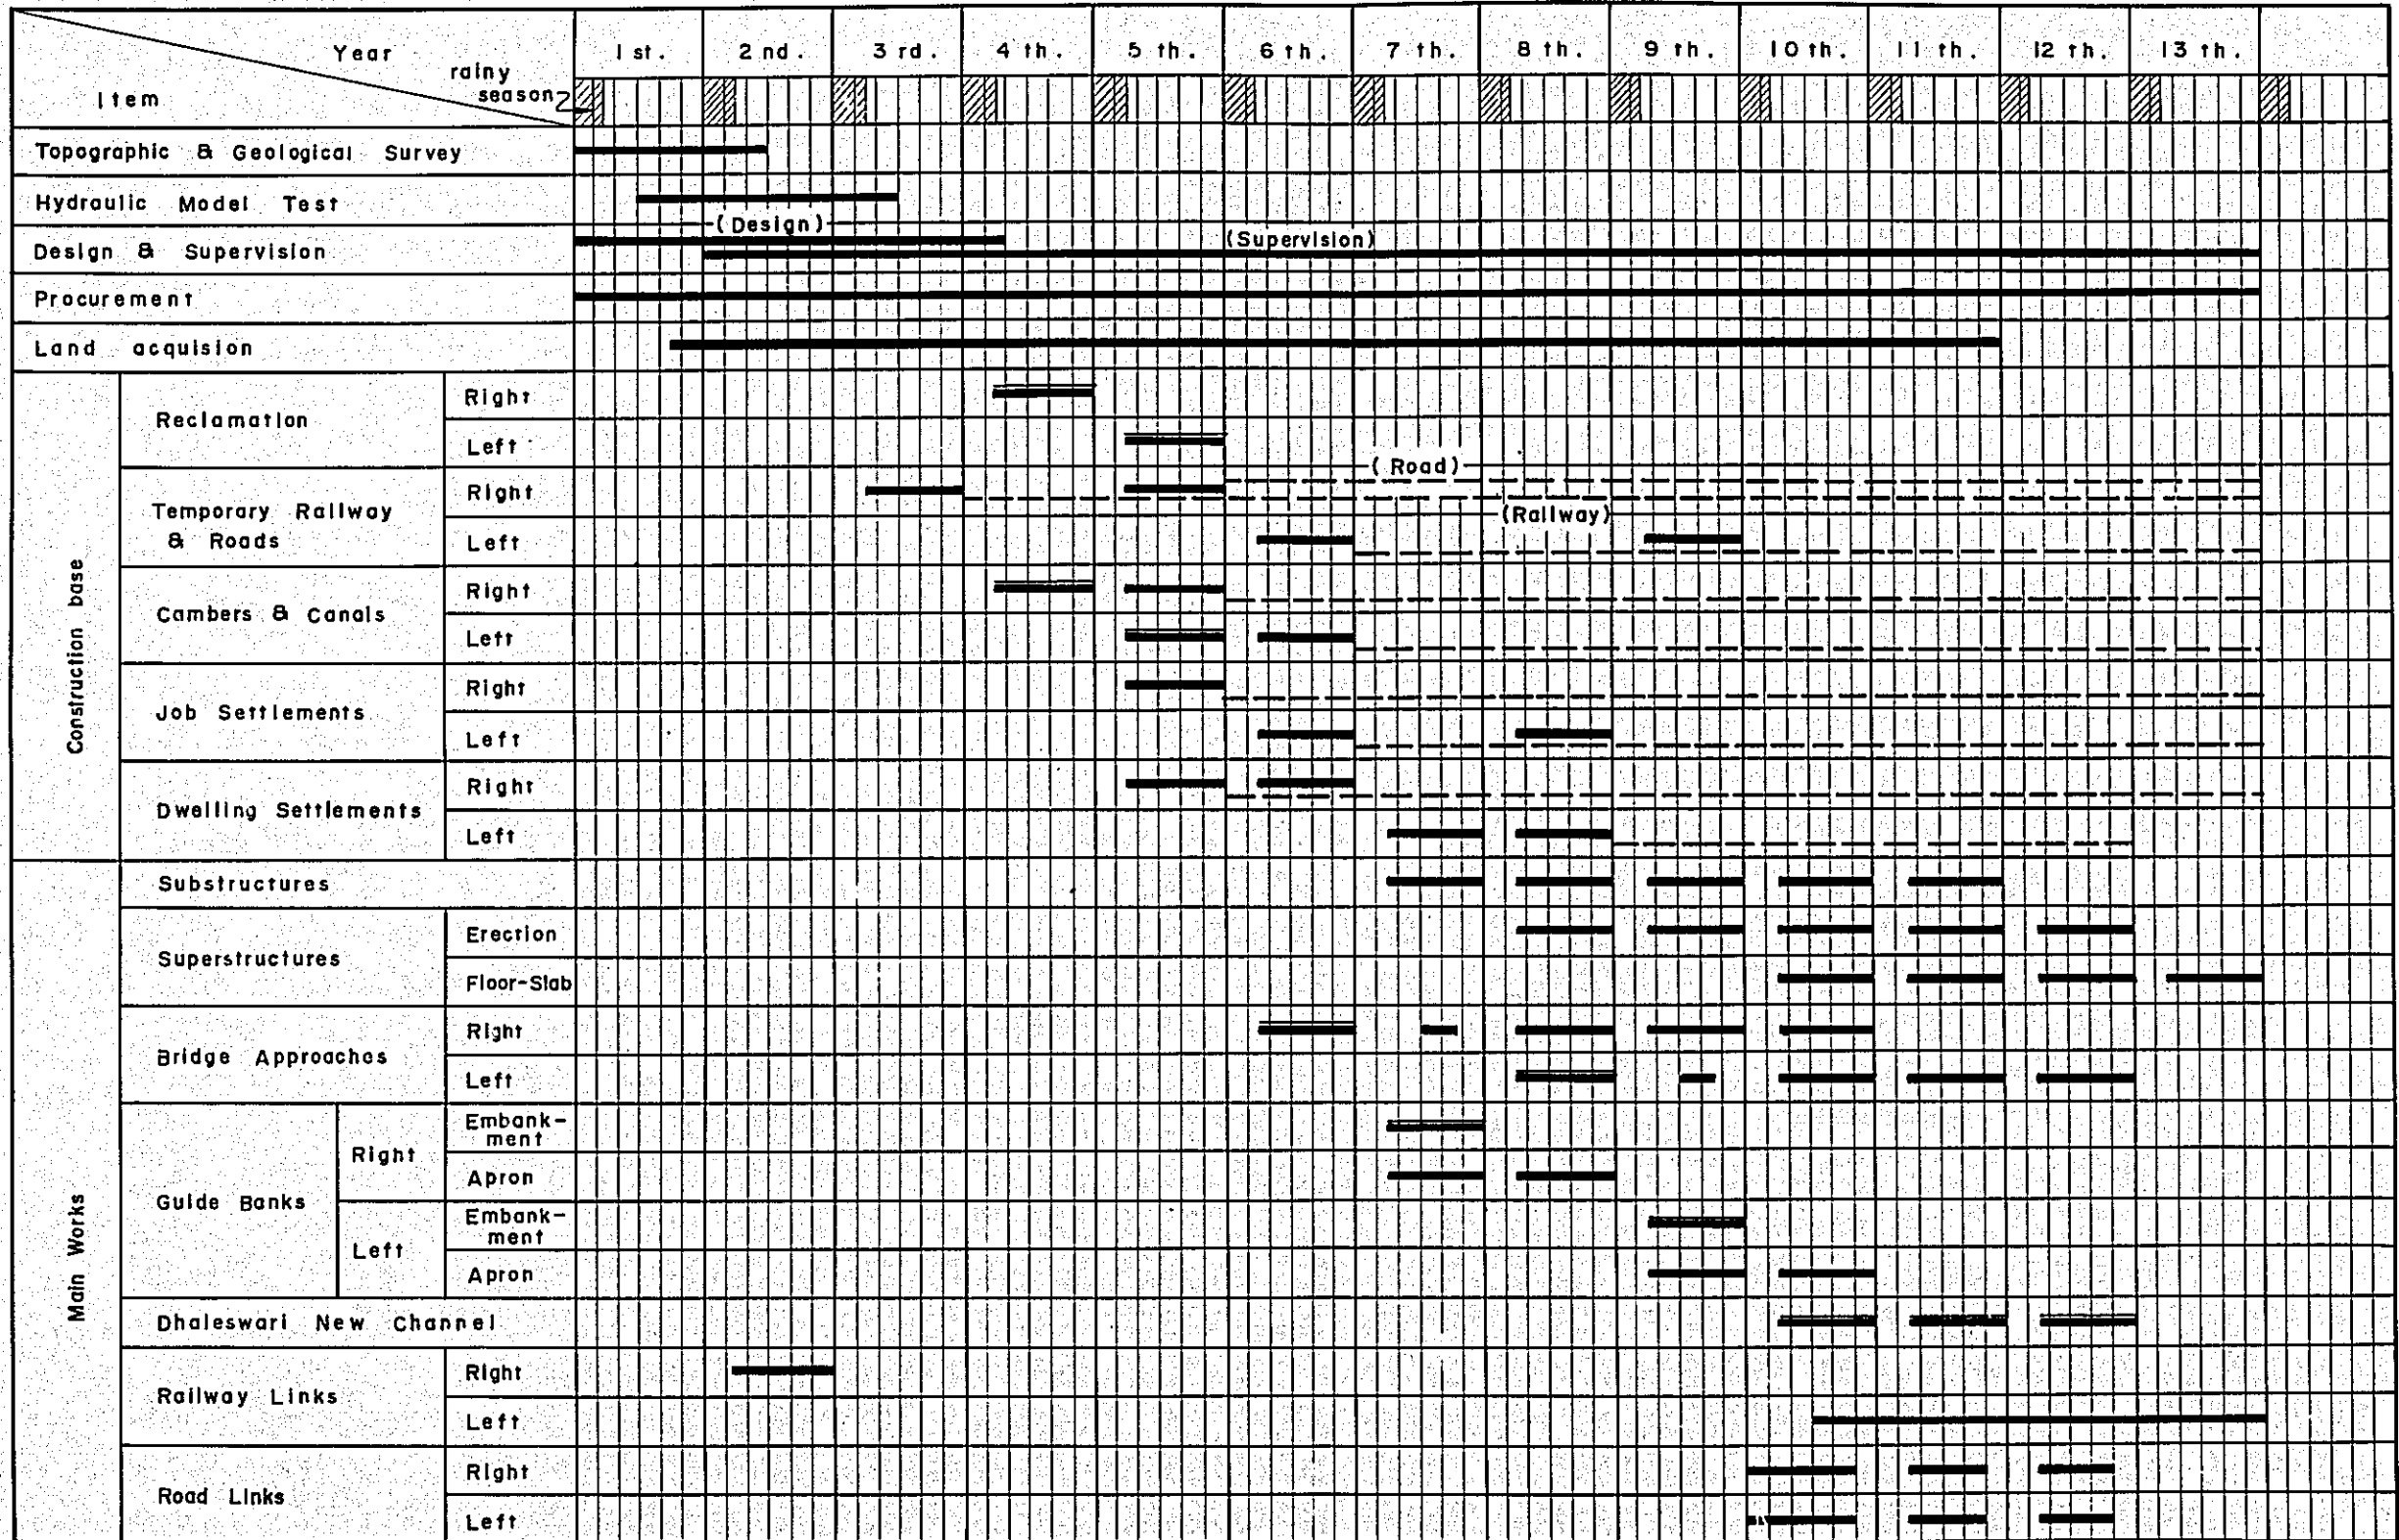 Year
rainy
season
Item
1 st.
2 nd.
3 rd.
4 th.
5 th.
6 th.
7 th.
8 th.
9 th.
10 th.
11 th.
12 th.
13 th.
Topographic & Geological Survey
Hydraulic Model Test
(Design)
Design & Supervision
(Supervision)
Procurement
Land acquision
Construction base
Reclamation
Right
Left
(Road)
Temporary Railway
& Roads
Right
(Railway)
Left
Cambers & Canals
Right
Left
Job Settlements
Right
Left
Dwelling Settlements
Right
Left
Main Works
Substructures
Superstructures
Erection
Floor-Slab
Bridge Approachos
Right
Left
Guide Banks
Right
Embank-
ment
Apron
Left
Embank-
ment
Apron
Dhaleswari New Channel
Railway Links
Right
Left
Road Links
Right
Left